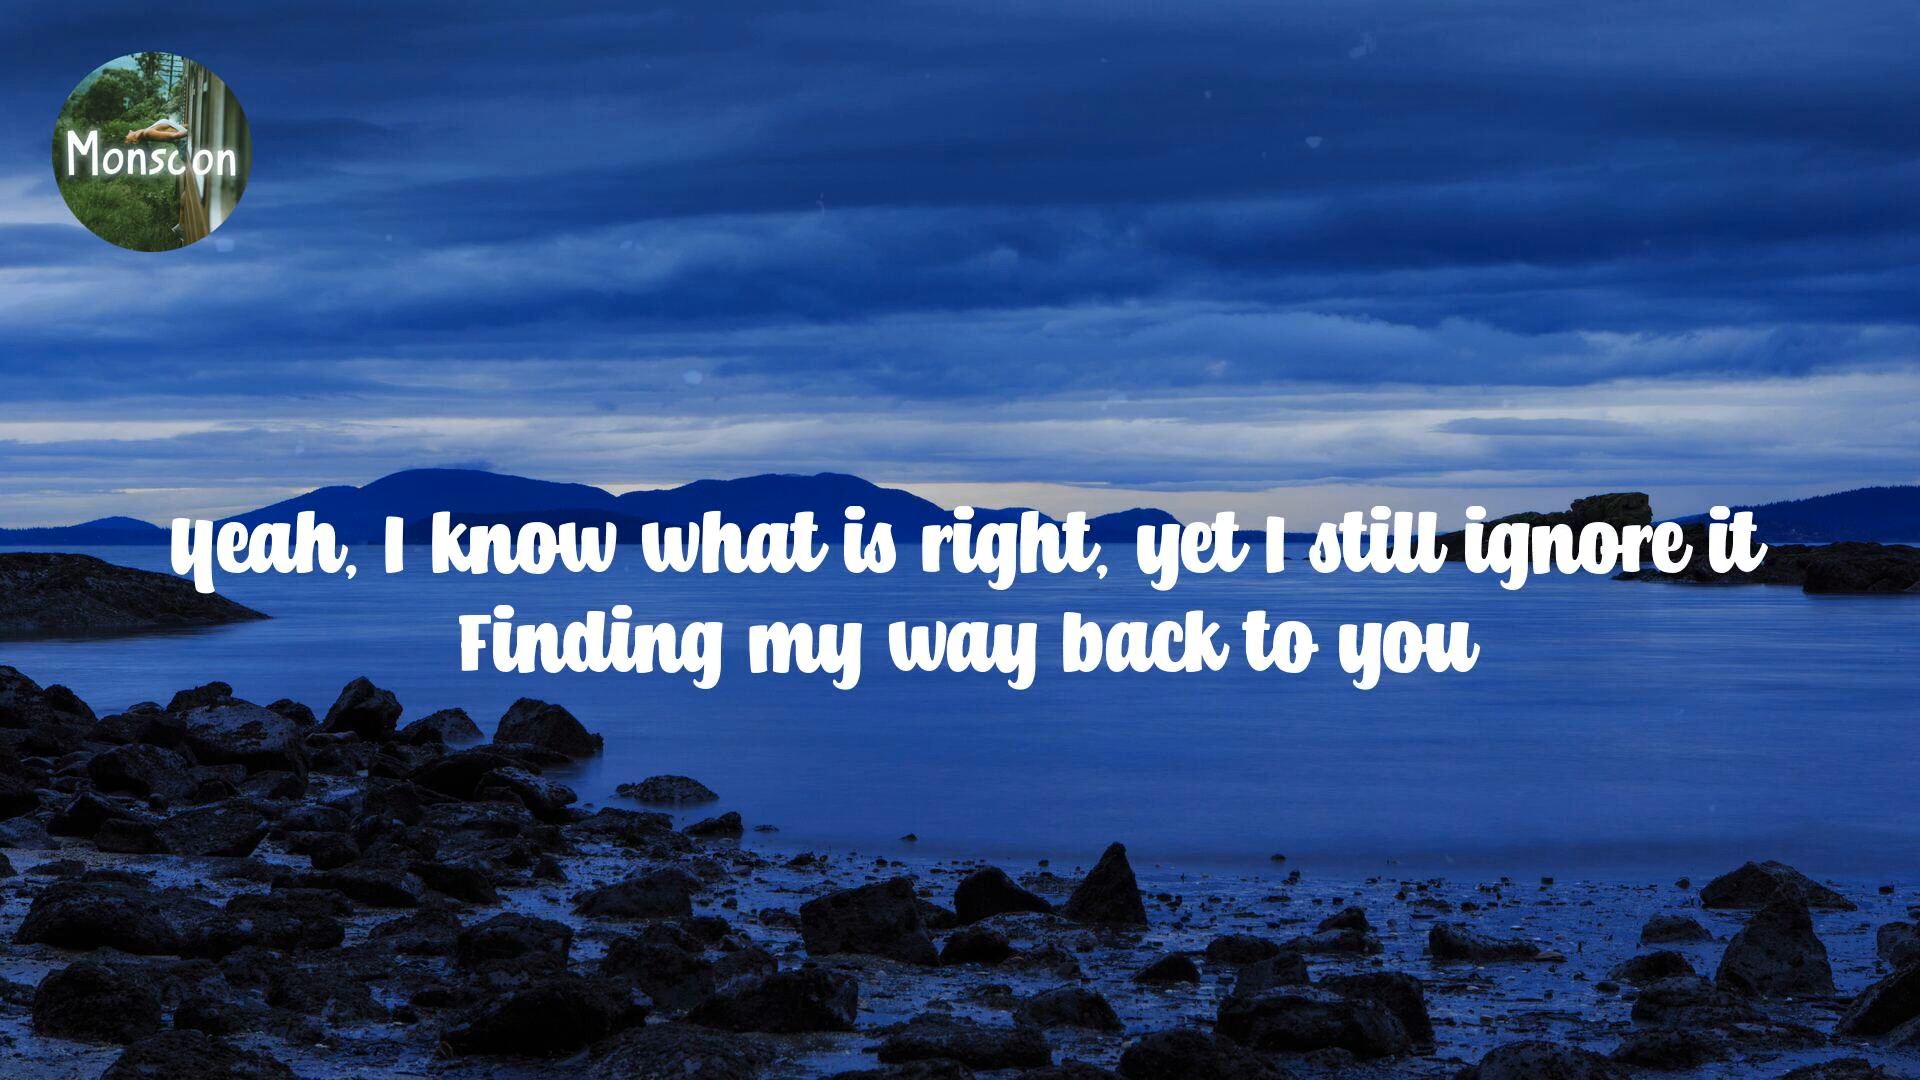 Monsoon
Yeah, I know what is right, yet I still ignore it
Finding my way back to you